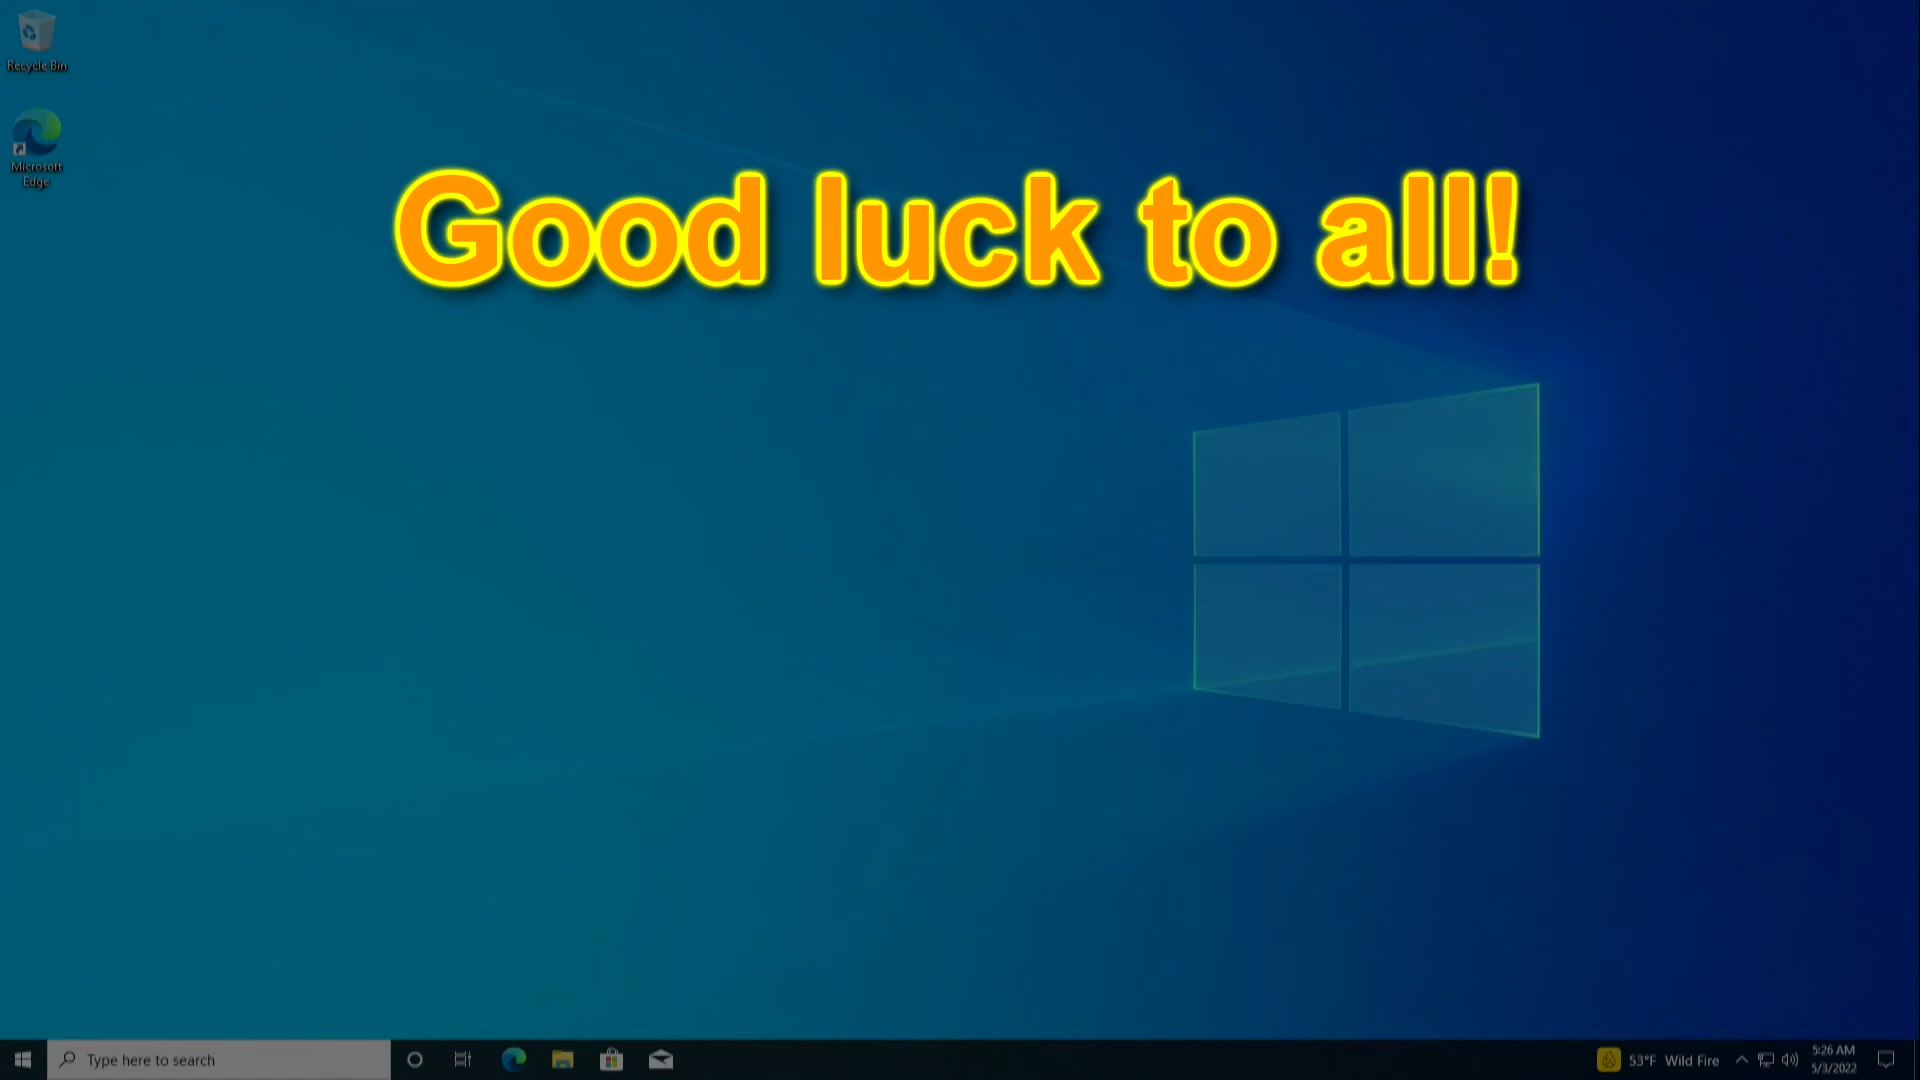 Recycle Bin
Microsoft
Edge
Good luck to all!
Type here to search
53°F Wild Fire
5:26 AM
5/3/2022